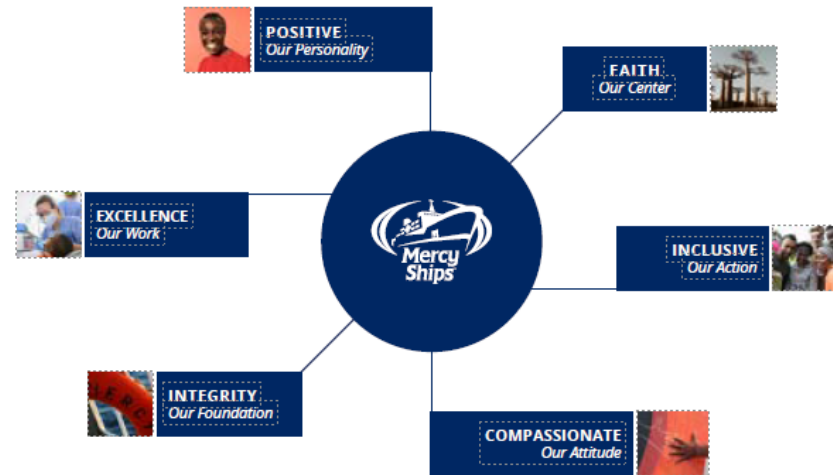 POSITIVE
Our Personality
FAITH
Our Center
EXCELLENCE
Our Work
Mercy
Ships
INCLUSIVE
Our Action
INTEGRITY
Our Foundation
MERC
COMPASSIONATE
Our Attitude